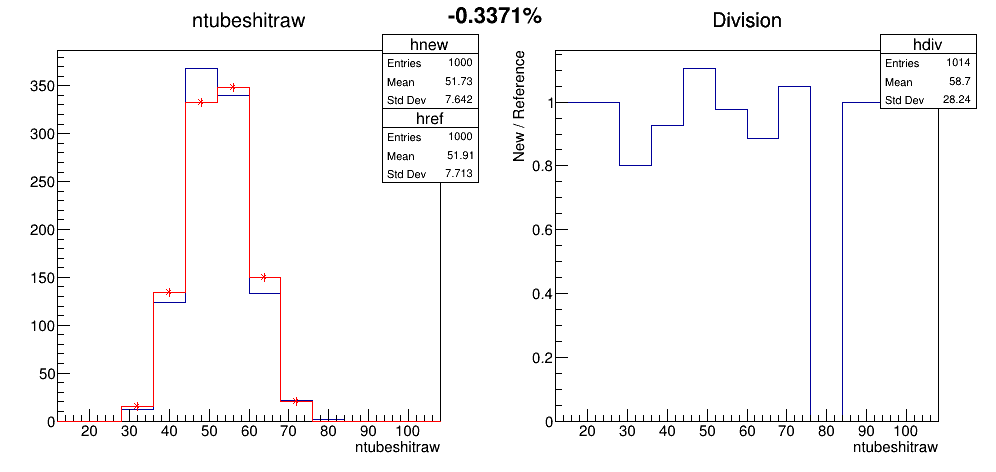 -0.3371%
ntubeshitraw
hnew
Entries 1000
Mean 51.73
Std Dev 7.642
href
Entries 1000
Mean 51.91
Std Dev 7.713
350
300
250
200
150
100
50
0
20 30 40 50 60 70 80 90 100
ntubeshitraw
Division
hdiv
Entries 1014
Mean 58.7
Std Dev 28.24
New / Reference
1
0.8
0.6
0.4
0.2
0
20 30 40 50 60 70 80 90 100
ntubeshitraw